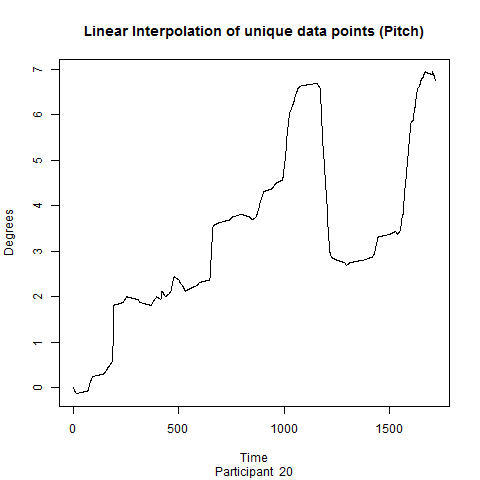 Linear Interpolation of unique data points (Pitch)
Degrees
7
6
5
4
3
2
1
0
0 500 1000 1500
Time
Participant 20